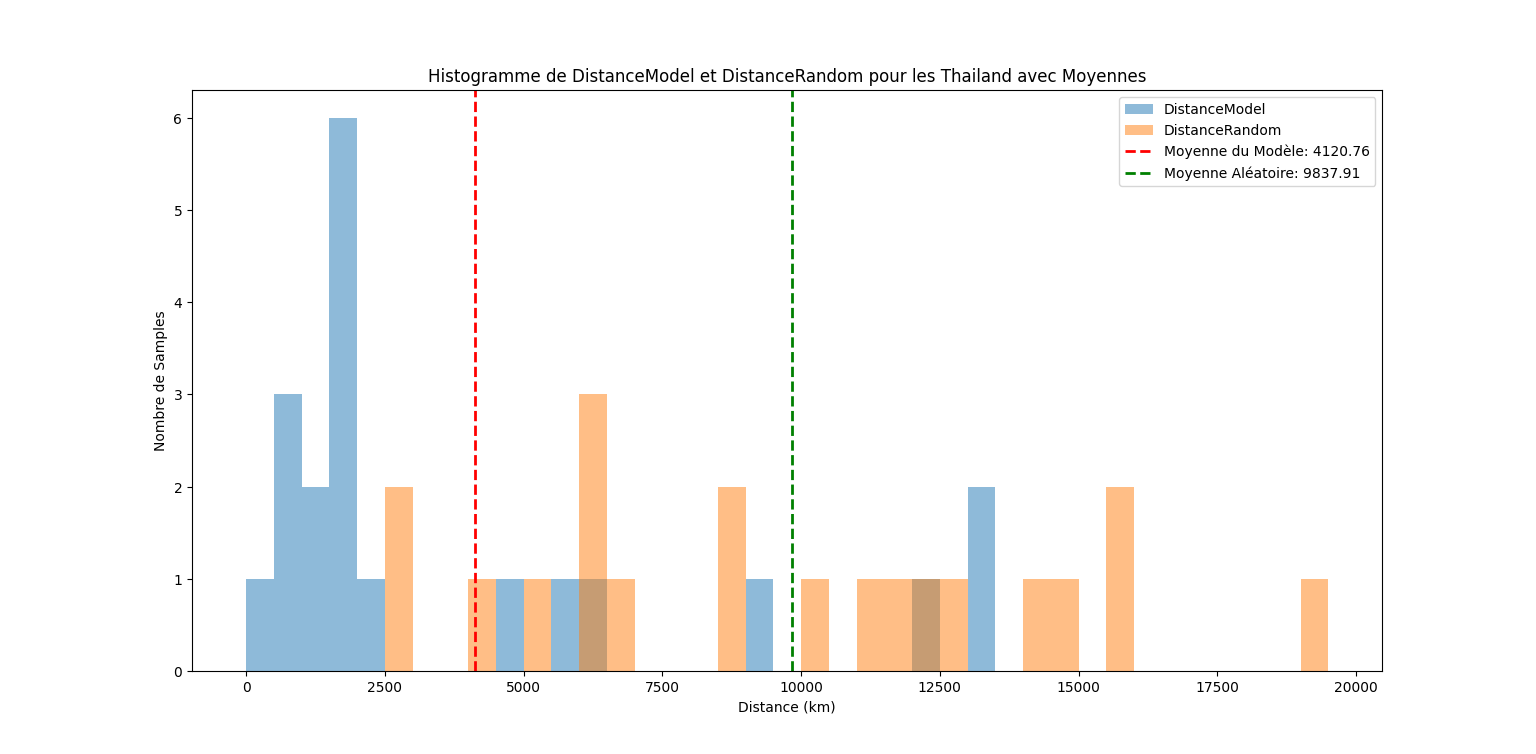 Histogramme de DistanceModel et DistanceRandom pour les Thailand avec Moyennes
DistanceModel
DistanceRandom
Moyenne du Modèle: 4120.76
Moyenne Aléatoire: 9837.91
Nombre de Samples
6
5
4
3
2
1
0
0 2500 5000 7500 10000 12500 15000 17500 20000
Distance (km)